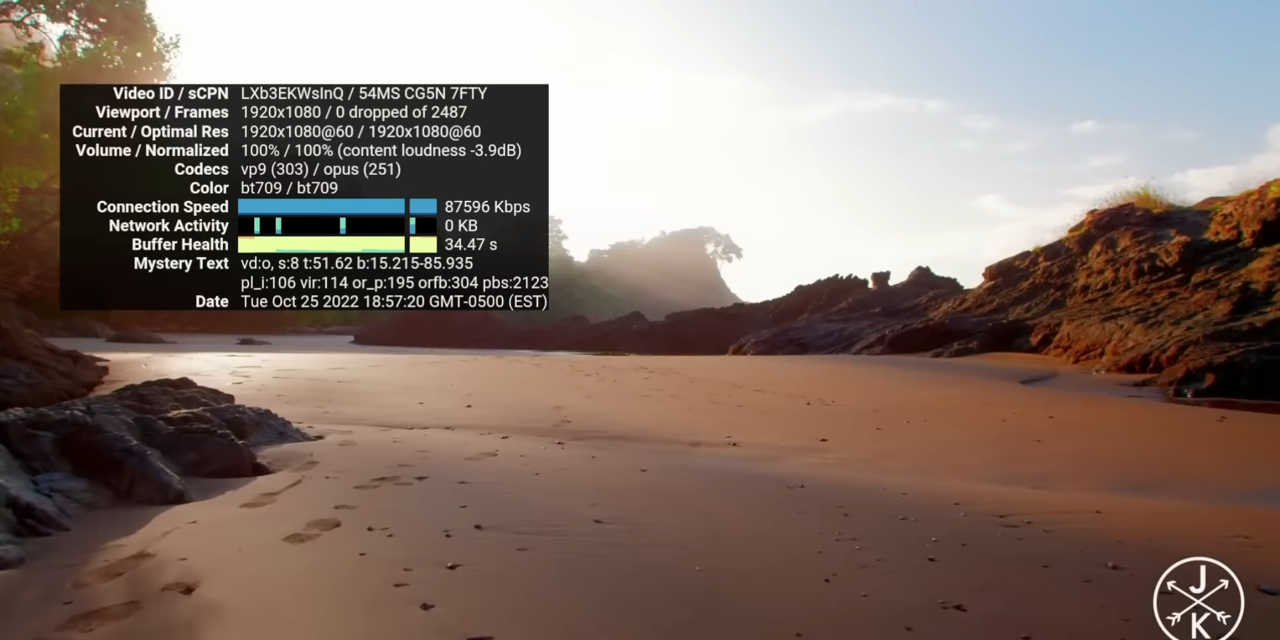 Video ID / sCPN LXb3EKWsInQ / 54MS CG5N 7FTY
Viewport / Frames 1920x1080 / 0 dropped of 2487
Current / Optimal Res 1920x1080@60 / 1920x1080@60
Volume / Normalized 100% / 100% (content loudness -3.9dB)
Codecs vp9 (303) / opus (251)
Color bt709 / bt709
Connection Speed 87596 Kbps
Network Activity 0 KB
Buffer Health 34.47 s
Mystery Text vd:o, s:8 t:51.62 b:15.215-85.935
pl_i:106 vir:114 or_p:195 orfb:304 pbs:2123
Date Tue Oct 25 2022 18:57:20 GMT-0500 (EST)
J
K